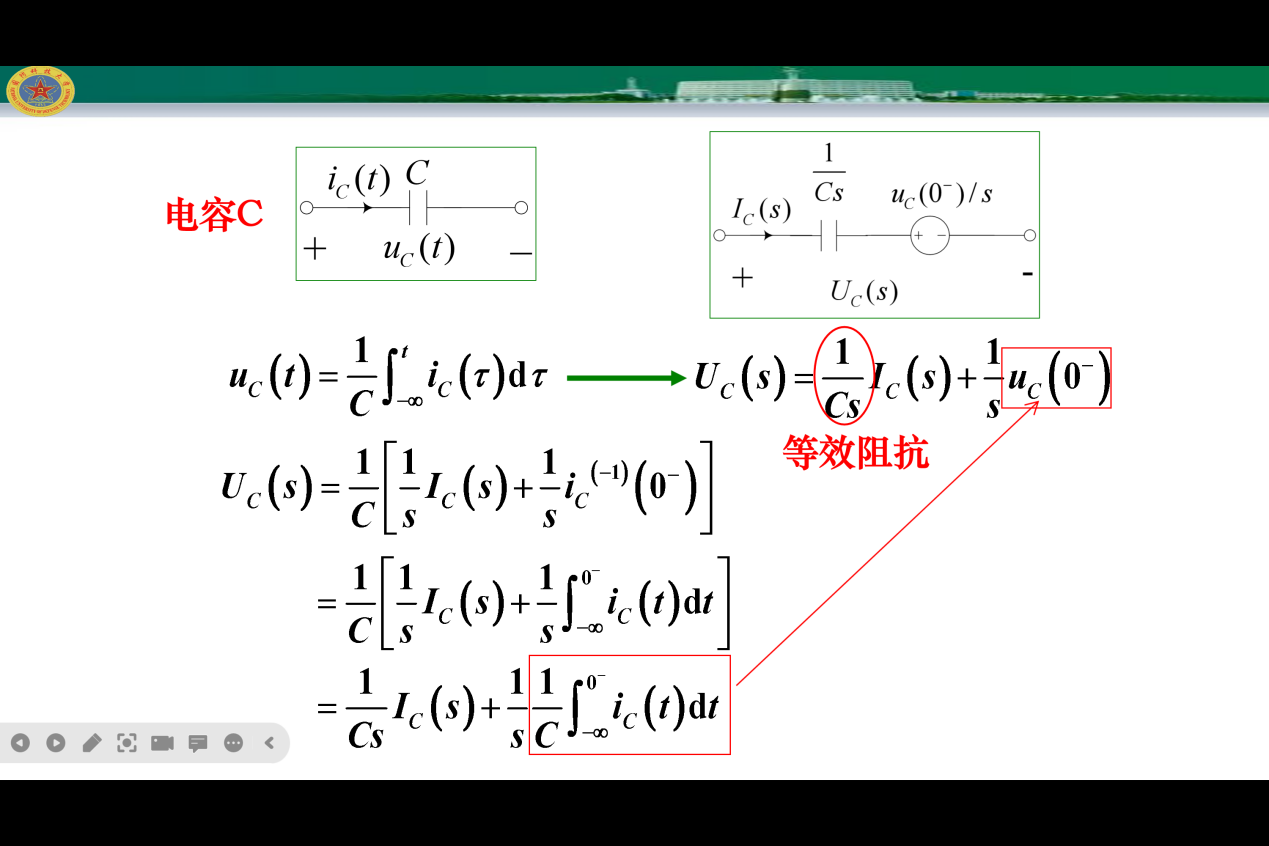 电容C
i_C(t) C
+ u_C(t) −
1/(Cs)
I_C(s) u_C(0⁻)/s
+ −
+ U_C(s) -
u_C(t) = (1/C)∫_{−∞}^{t} i_C(τ)dτ
U_C(s) = (1/(Cs)) I_C(s) + (1/s) u_C(0⁻)
等效阻抗
U_C(s) = (1/C)[(1/s) I_C(s) + (1/s) i_C^{(−1)}(0⁻)]
= (1/C)[(1/s) I_C(s) + (1/s)∫_{−∞}^{0⁻} i_C(t)dt]
= (1/(Cs)) I_C(s) + (1/s)(1/C)∫_{−∞}^{0⁻} i_C(t)dt